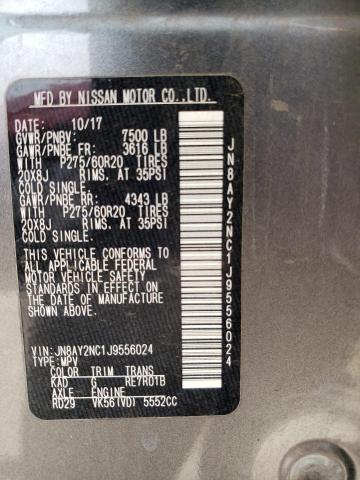 MFD BY NISSAN MOTOR CO.,LTD.
10/17
GVWR/PNBV: 7500 LB
GAWR/PNBE FR: 3616 LB
WITH P275/60R20 TIRES
20X8J RIMS, AT 35PSI
COLD SINGLE.
GAWR/PNBE RR: 4343 LB
WITH P275/60R20 TIRES
20X8J RIMS, AT 35PSI
COLD SINGLE.
THIS VEHICLE CONFORMS TO
ALL APPLICABLE FEDERAL
MOTOR VEHICLE SAFETY
STANDARDS IN EFFECT ON
THE DATE OF MANUFACTURE
SHOWN ABOVE.
VIN: JN8AY2NC1J9556024
TYPE: MPV
COLOR TRIM TRANS
KAD G RE7R01B
AXLE ENGINE
RD29 VK56(VD) 5552CC
JN8AY2NC1J9556024